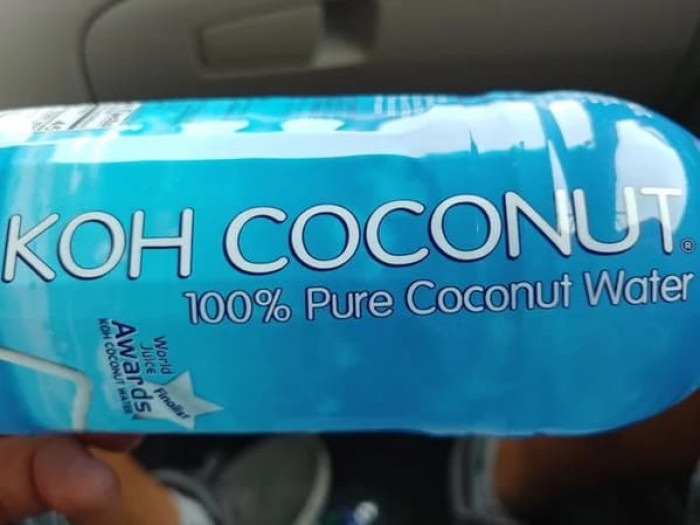 KOH COCONUT®
100% Pure Coconut Water
World
Juice
Awards
Finalist
KOH COCONUT WATER